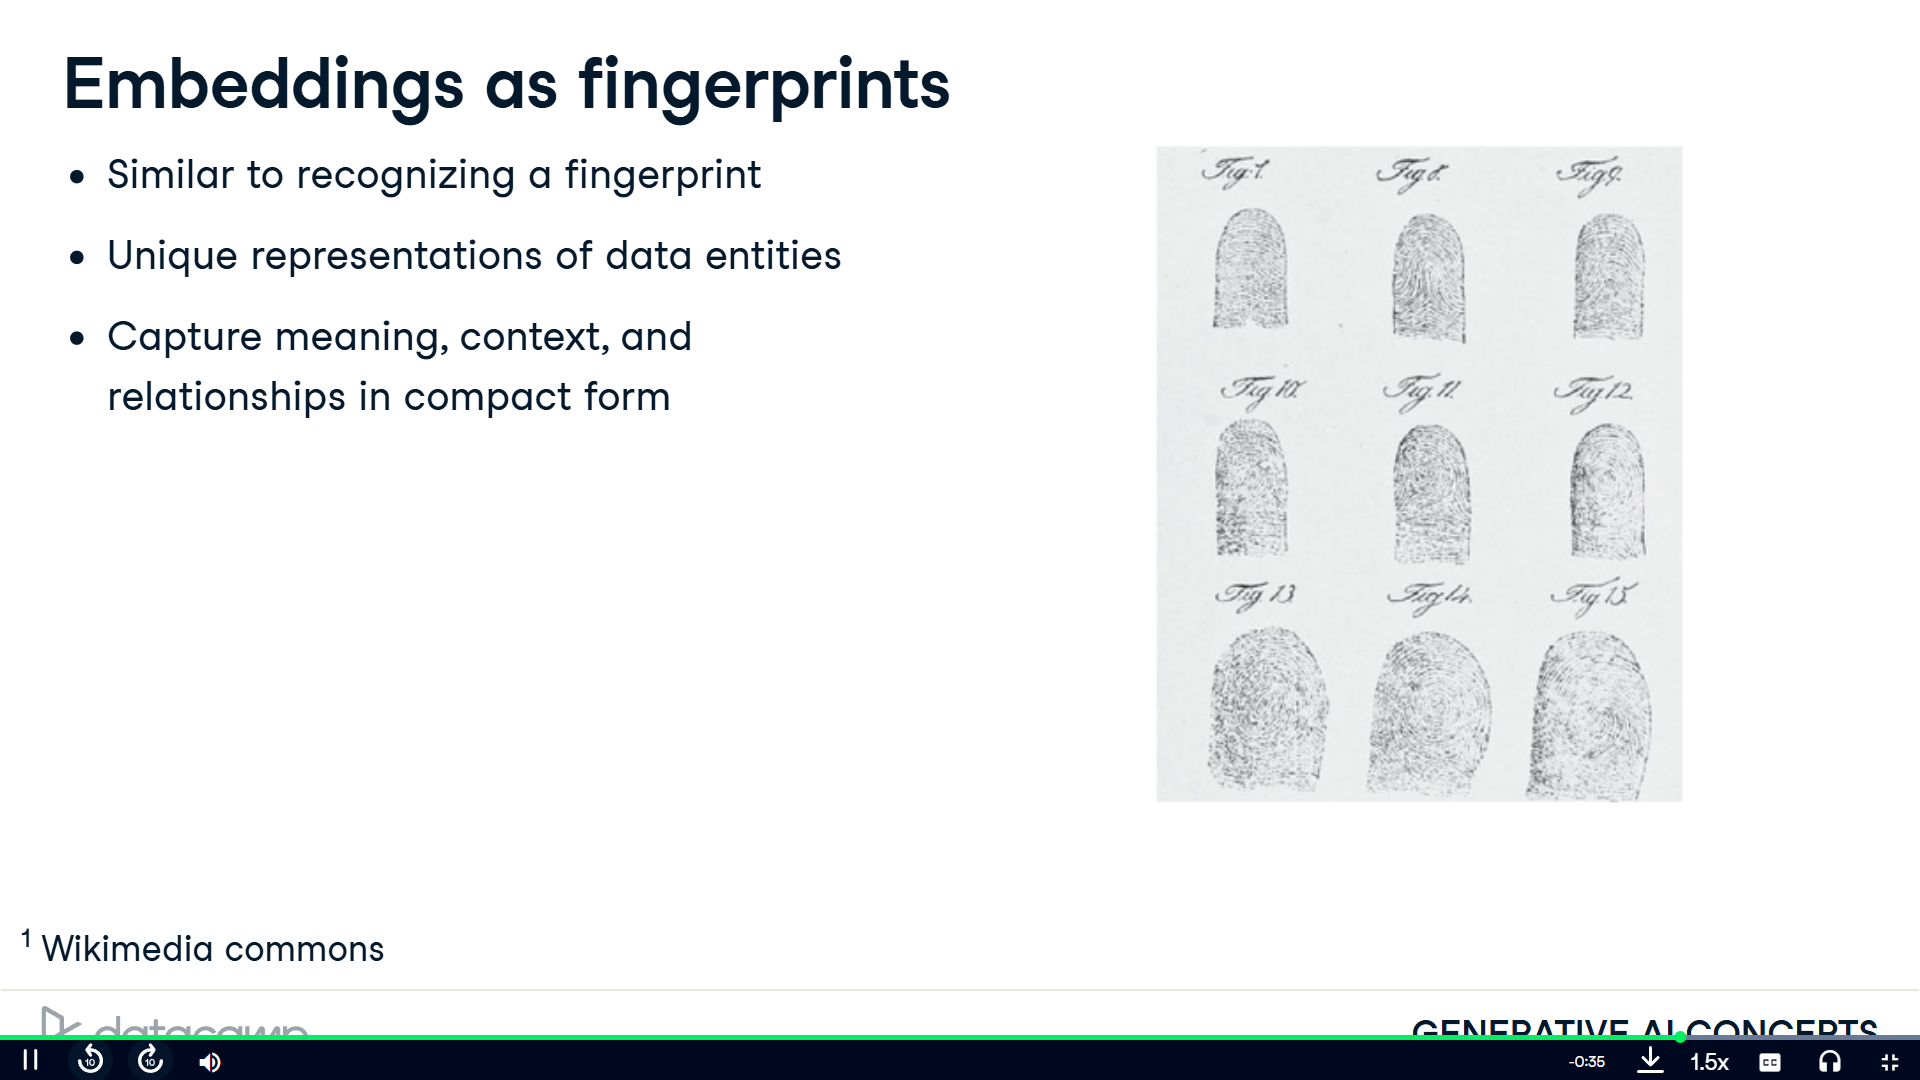 Embeddings as fingerprints
• Similar to recognizing a fingerprint
• Unique representations of data entities
• Capture meaning, context, and
relationships in compact form
Fig. 7.
Fig 8.
Fig 9.
Fig. 10.
Fig. 11.
Fig. 12.
Fig. 13
Fig 14.
Fig. 15.
1 Wikimedia commons
datacamp
GENERATIVE AI CONCEPTS
10
10
-0:35
1.5x
CC